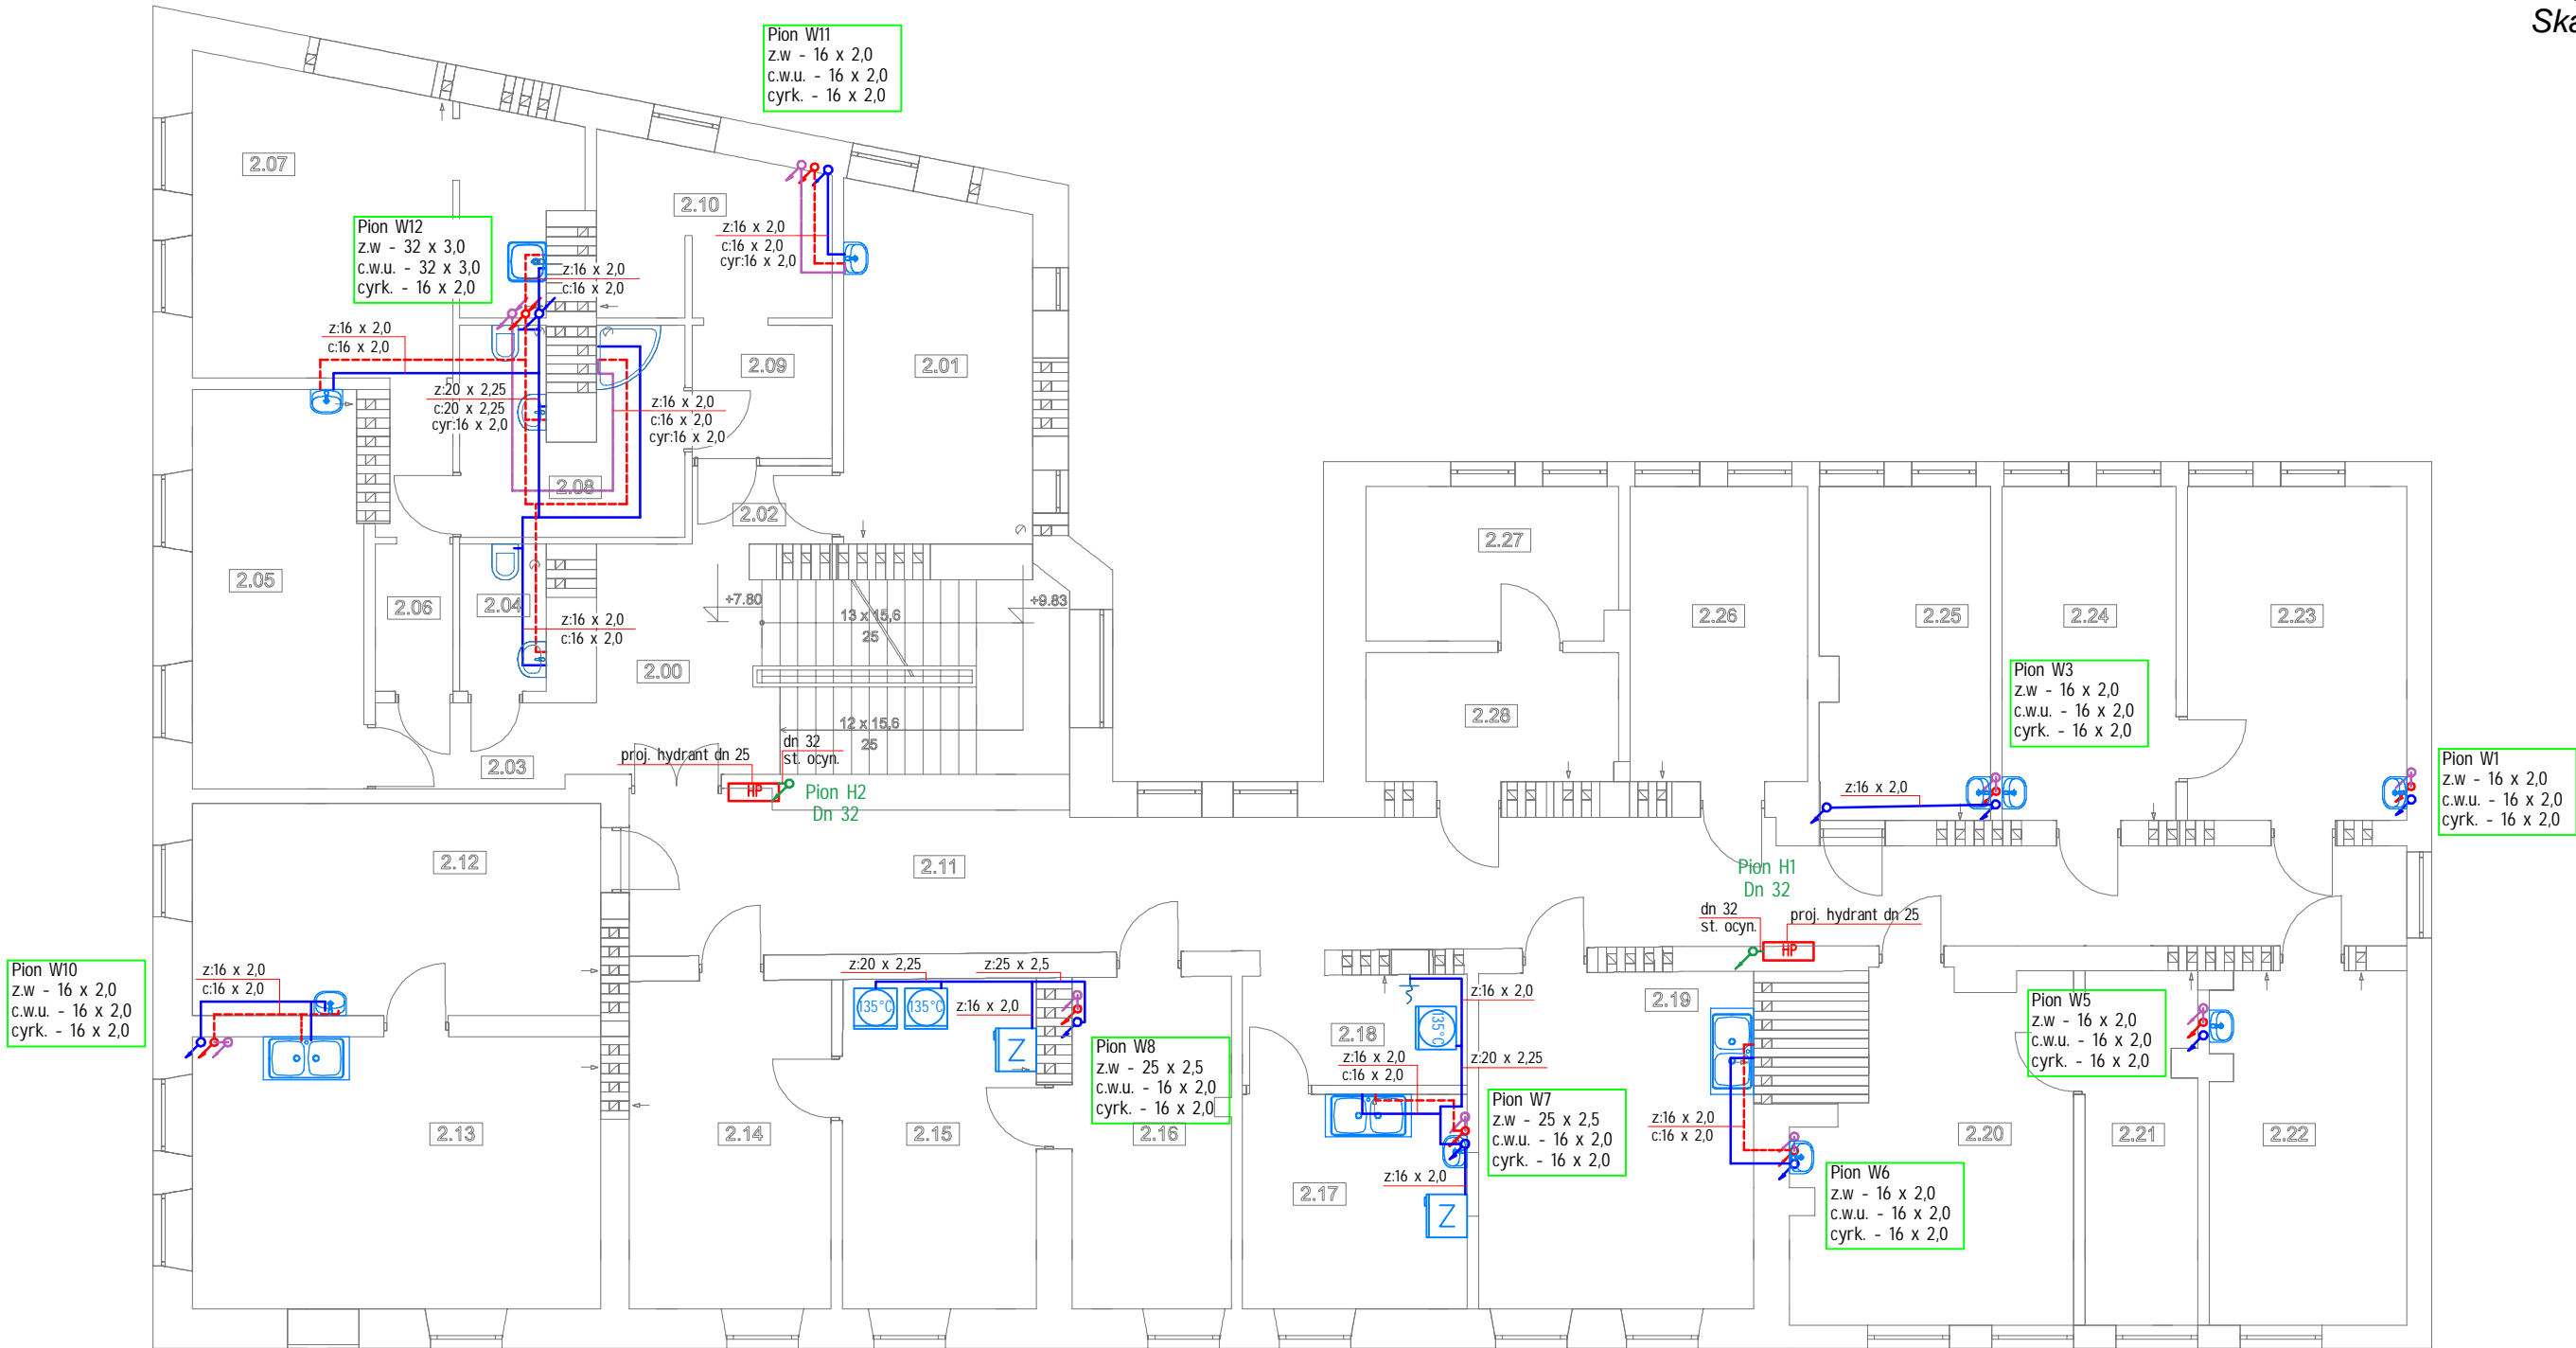 Ska
Pion W11
z.w - 16 x 2,0
c.w.u. - 16 x 2,0
cyrk. - 16 x 2,0
2.07
2.10
Pion W12
z.w - 32 x 3,0
c.w.u. - 32 x 3,0
cyrk. - 16 x 2,0
z:16 x 2,0
c:16 x 2,0
cyr:16 x 2,0
z:16 x 2,0
c:16 x 2,0
z:16 x 2,0
c:16 x 2,0
2.09
2.01
z:20 x 2,25
c:20 x 2,25
cyr:16 x 2,0
z:16 x 2,0
c:16 x 2,0
cyr:16 x 2,0
2.08
2.02
2.05
2.06
2.04
z:16 x 2,0
c:16 x 2,0
+7.80
+9.83
13 x 15,6
25
2.00
12 x 15,6
25
2.03
proj. hydrant dn 25
dn 32
st. ocyn.
HP
Pion H2
Dn 32
2.27
2.28
2.26
2.25
2.24
2.23
Pion W3
z.w - 16 x 2,0
c.w.u. - 16 x 2,0
cyrk. - 16 x 2,0
z:16 x 2,0
Pion W1
z.w - 16 x 2,0
c.w.u. - 16 x 2,0
cyrk. - 16 x 2,0
2.12
2.11
Pion H1
Dn 32
dn 32
st. ocyn.
proj. hydrant dn 25
HP
Pion W10
z.w - 16 x 2,0
c.w.u. - 16 x 2,0
cyrk. - 16 x 2,0
z:16 x 2,0
c:16 x 2,0
z:20 x 2,25
z:25 x 2,5
z:16 x 2,0
135°C
135°C
Z
Pion W8
z.w - 25 x 2,5
c.w.u. - 16 x 2,0
cyrk. - 16 x 2,0
2.18
z:16 x 2,0
135°C
z:16 x 2,0
c:16 x 2,0
z:20 x 2,25
2.19
Pion W7
z.w - 25 x 2,5
c.w.u. - 16 x 2,0
cyrk. - 16 x 2,0
z:16 x 2,0
c:16 x 2,0
Pion W5
z.w - 16 x 2,0
c.w.u. - 16 x 2,0
cyrk. - 16 x 2,0
2.13
2.14
2.15
2.16
2.17
z:16 x 2,0
Z
2.20
2.21
2.22
Pion W6
z.w - 16 x 2,0
c.w.u. - 16 x 2,0
cyrk. - 16 x 2,0